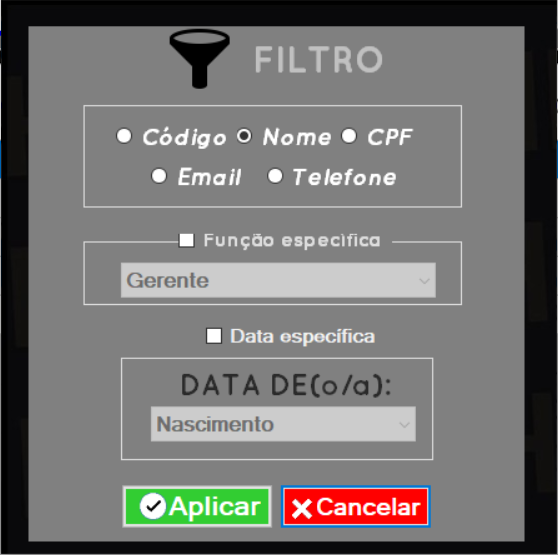 FILTRO
Código Nome CPF
Email Telefone
Função específica
Gerente
Data específica
DATA DE(o/a):
Nascimento
Aplicar Cancelar